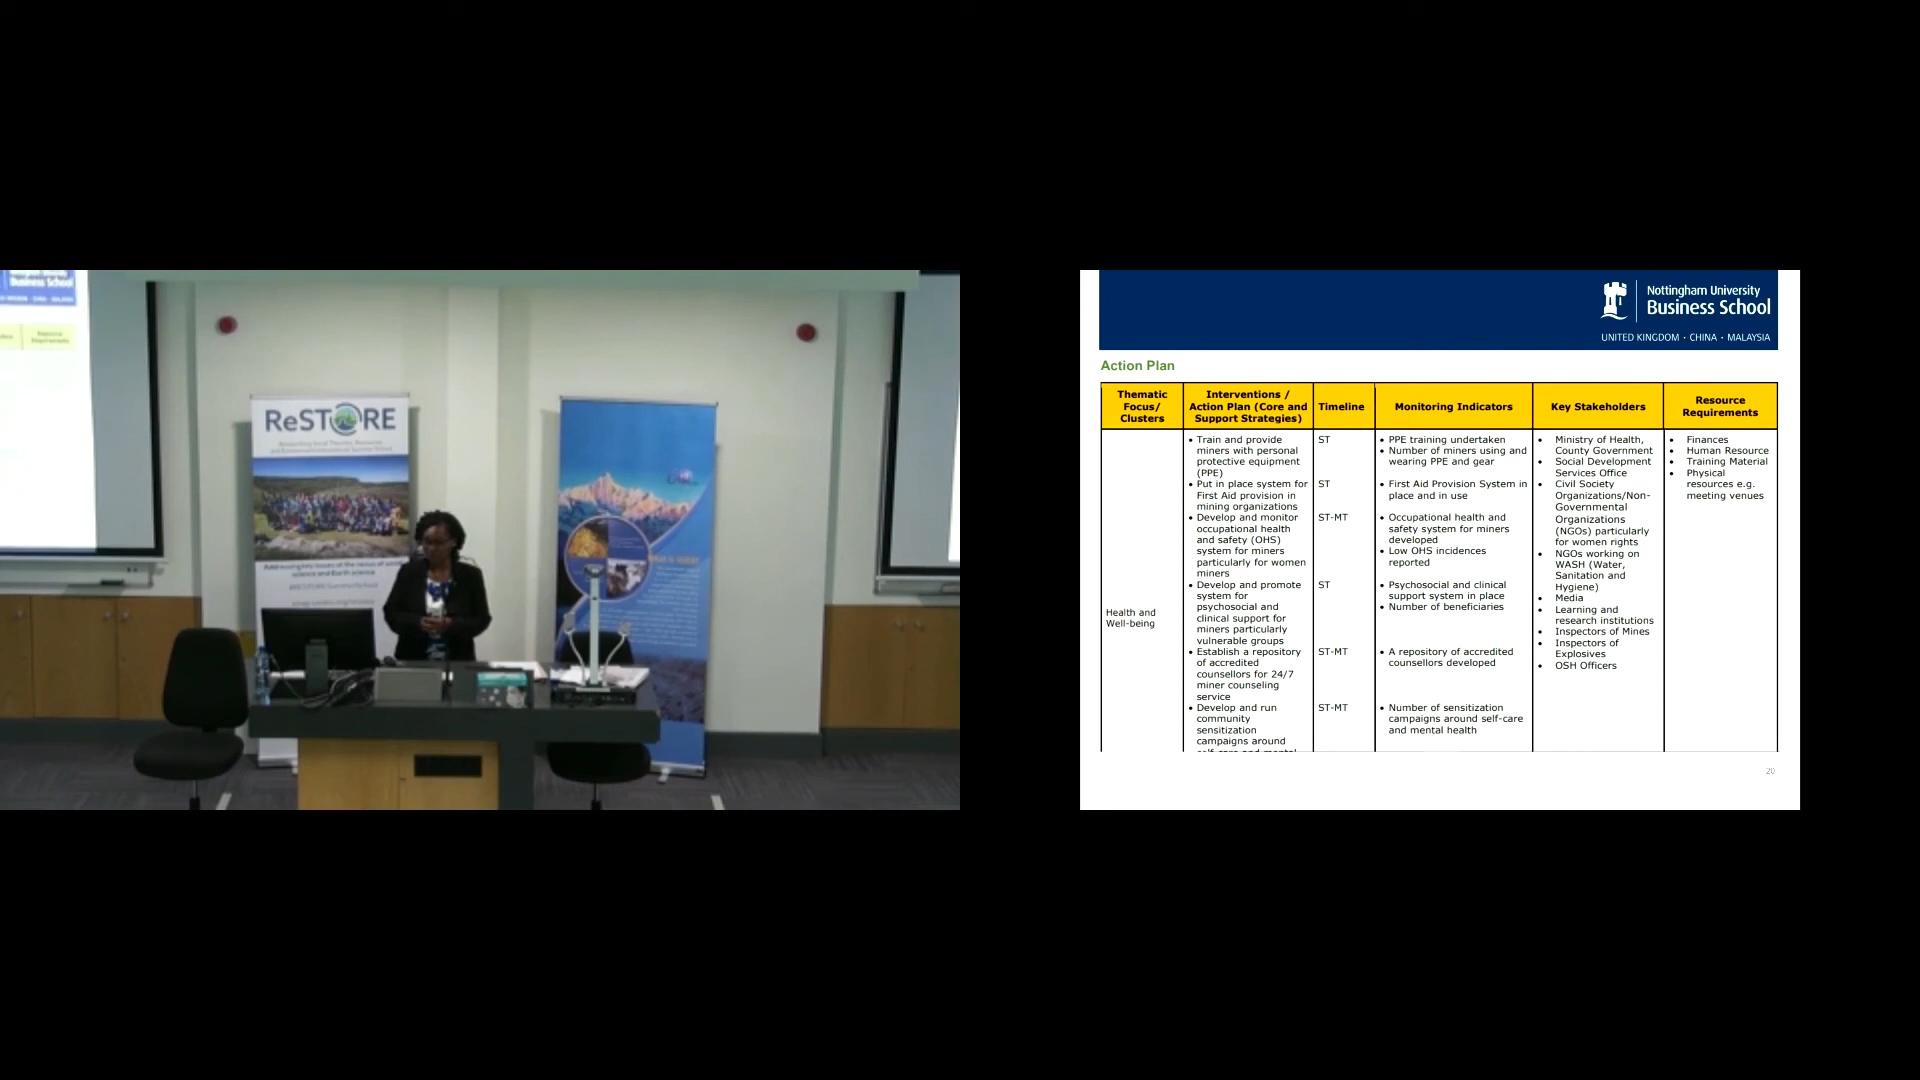 Business School
ReSTORE
Nottingham University
Business School
UNITED KINGDOM · CHINA · MALAYSIA
Action Plan
Thematic
Focus/
Clusters
Interventions /
Action Plan (Core and
Support Strategies)
Timeline
Monitoring Indicators
Key Stakeholders
Resource
Requirements
Health and
Well-being
• Train and provide
miners with personal
protective equipment
(PPE)
• Put in place system for
First Aid provision in
mining organizations
• Develop and monitor
occupational health
and safety (OHS)
system for miners
particularly for women
miners
• Develop and promote
system for
psychosocial and
clinical support for
miners particularly
vulnerable groups
• Establish a repository
of accredited
counsellors for 24/7
miner counseling
service
• Develop and run
community
sensitization
campaigns around
self-care and mental
ST
ST
ST-MT
ST
ST-MT
ST-MT
• PPE training undertaken
• Number of miners using and
wearing PPE and gear
• First Aid Provision System in
place and in use
• Occupational health and
safety system for miners
developed
• Low OHS incidences
reported
• Psychosocial and clinical
support system in place
• Number of beneficiaries
• A repository of accredited
counsellors developed
• Number of sensitization
campaigns around self-care
and mental health
• Ministry of Health,
County Government
• Social Development
Services Office
• Civil Society
Organizations/Non-
Governmental
Organizations
(NGOs) particularly
for women rights
• NGOs working on
WASH (Water,
Sanitation and
Hygiene)
• Media
• Learning and
research institutions
• Inspectors of Mines
• Inspectors of
Explosives
• OSH Officers
• Finances
• Human Resource
• Training Material
• Physical
resources e.g.
meeting venues
20